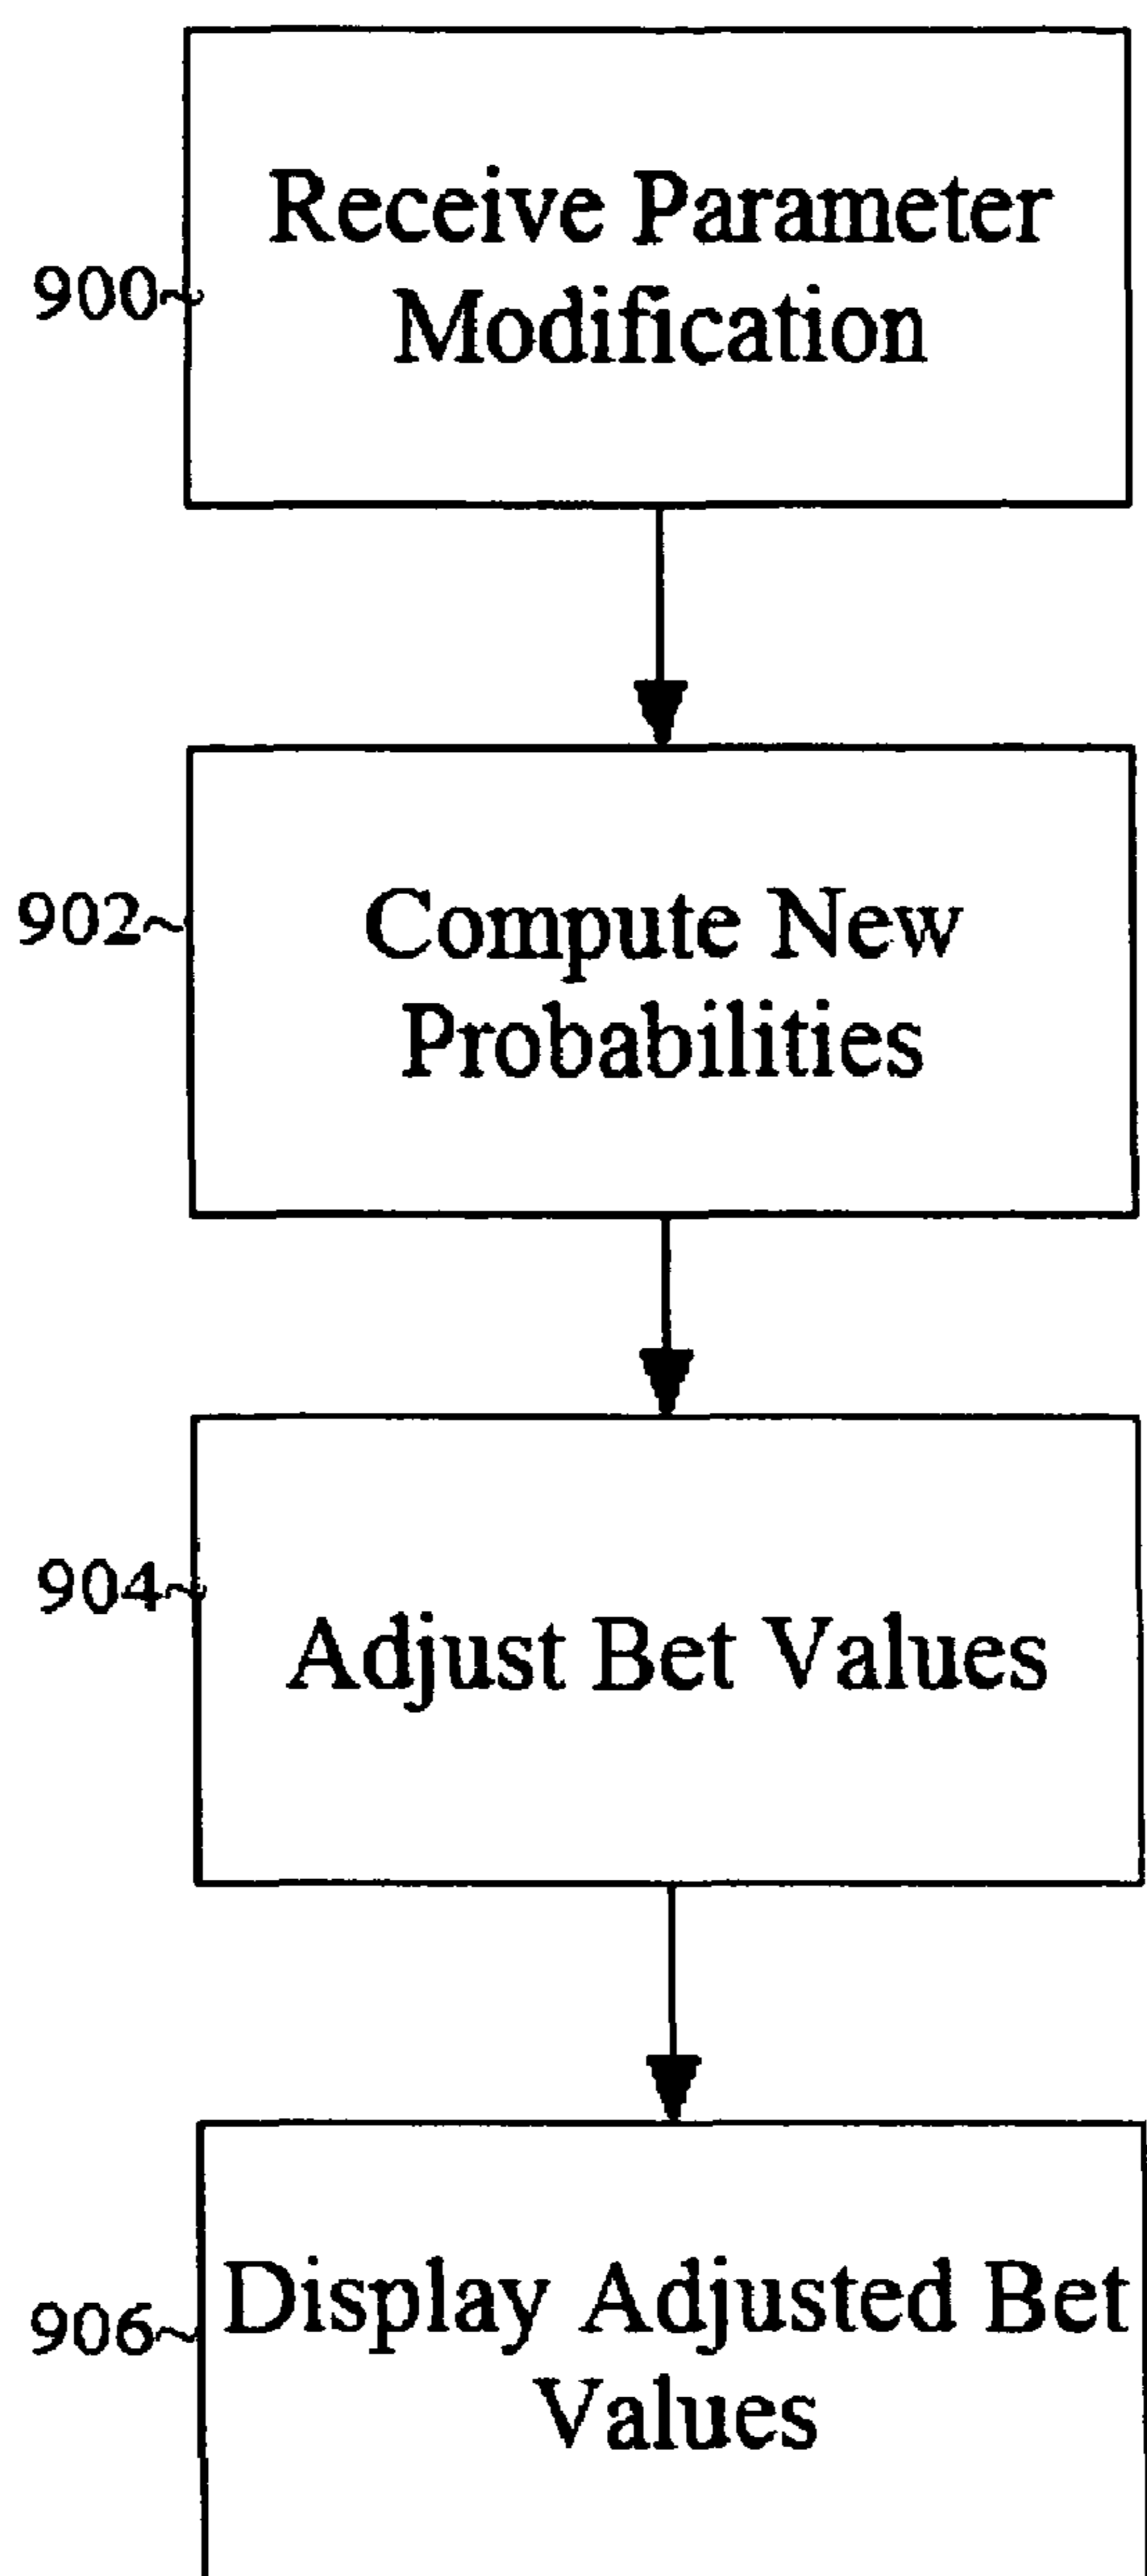 Receive Parameter
Modification
900
Compute New
Probabilities
902
Adjust Bet Values
904
Display Adjusted Bet
Values
906